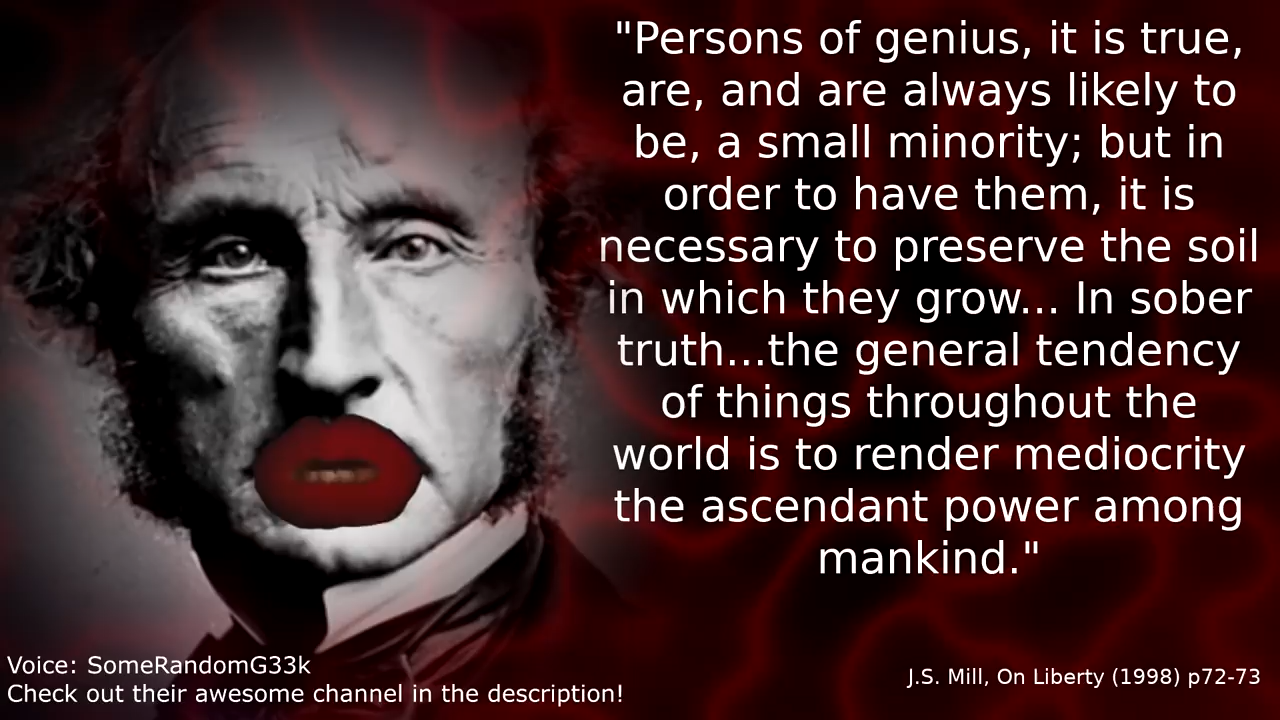 "Persons of genius, it is true,
are, and are always likely to
be, a small minority; but in
order to have them, it is
necessary to preserve the soil
in which they grow... In sober
truth...the general tendency
of things throughout the
world is to render mediocrity
the ascendant power among
mankind."
Voice: SomeRandomG33k
Check out their awesome channel in the description!
J.S. Mill, On Liberty (1998) p72-73